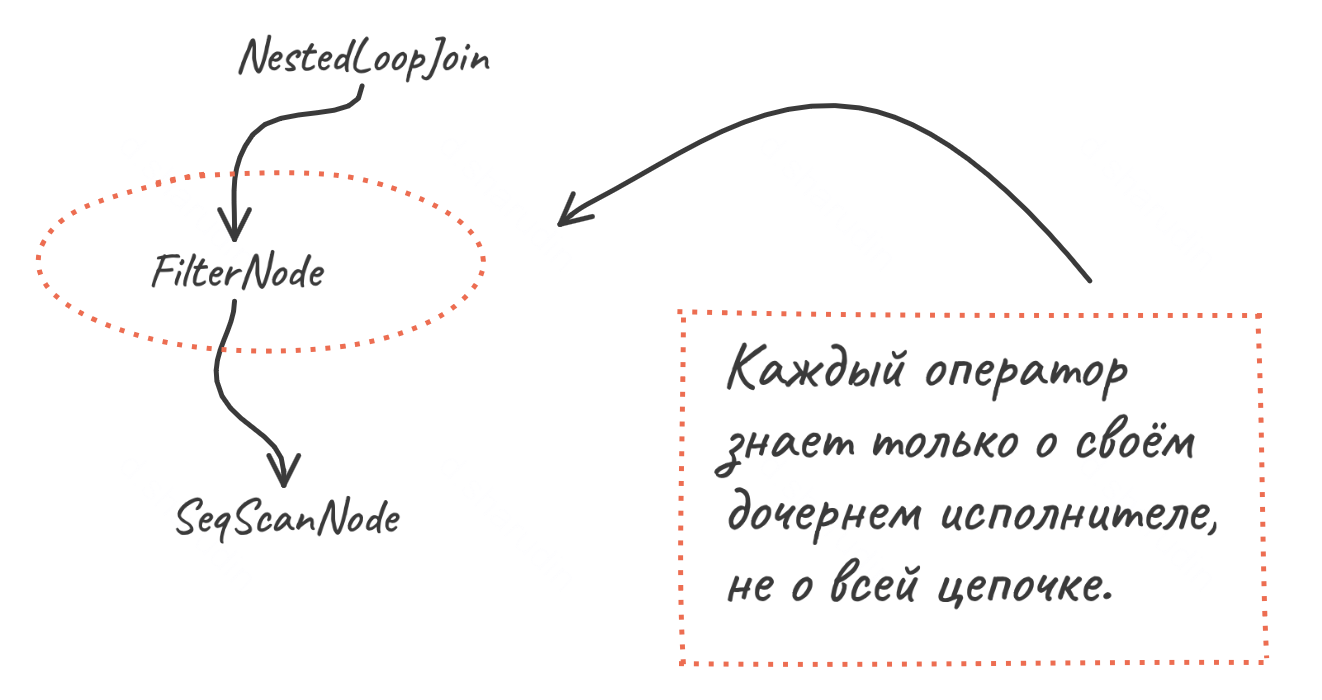 NestedLoopJoin
FilterNode
SeqScanNode
Каждый оператор
знает только о своём
дочернем исполнителе,
не о всей цепочке.